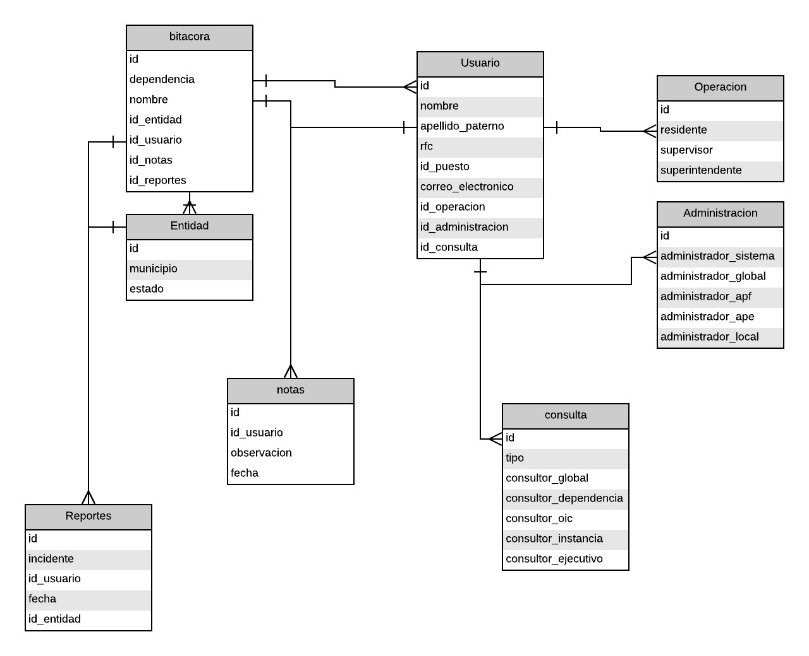 bitacora
id
dependencia
nombre
id_entidad
id_usuario
id_notas
id_reportes
Usuario
id
nombre
apellido_paterno
rfc
id_puesto
correo_electronico
id_operacion
id_administracion
id_consulta
Operacion
id
residente
supervisor
superintendente
Administracion
id
administrador_sistema
administrador_global
administrador_apf
administrador_ape
administrador_local
Entidad
id
municipio
estado
notas
id
id_usuario
observacion
fecha
consulta
id
tipo
consultor_global
consultor_dependencia
consultor_oic
consultor_instancia
consultor_ejecutivo
Reportes
id
incidente
id_usuario
fecha
id_entidad